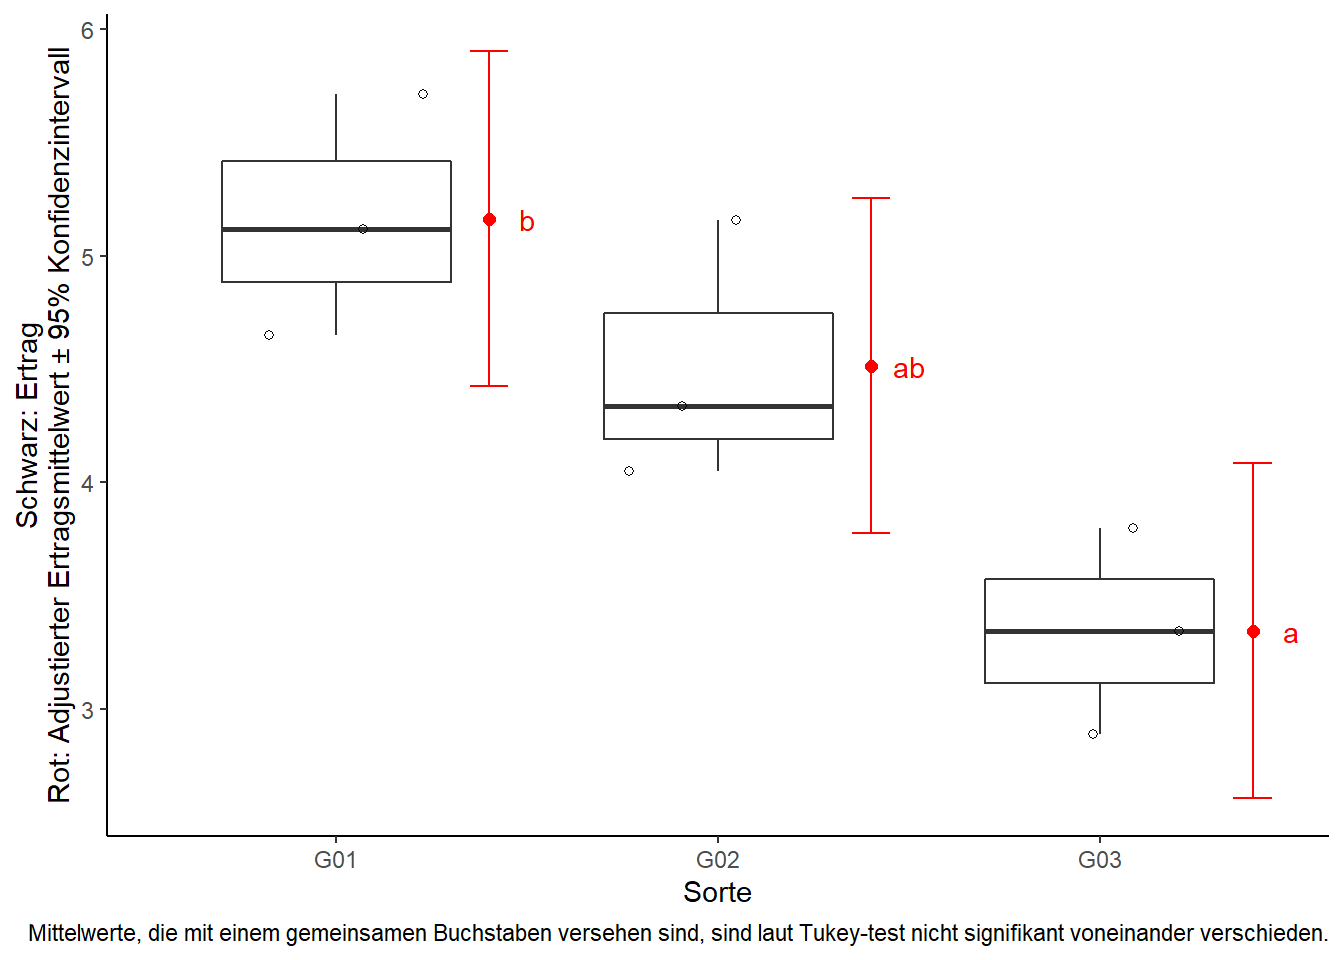 Schwarz: Ertrag
Rot: Adjustierter Ertragsmittelwert ± 95% Konfidenzintervall
6
5
4
3
b
ab
a
G01
G02
G03
Sorte
Mittelwerte, die mit einem gemeinsamen Buchstaben versehen sind, sind laut Tukey-test nicht signifikant voneinander verschieden.